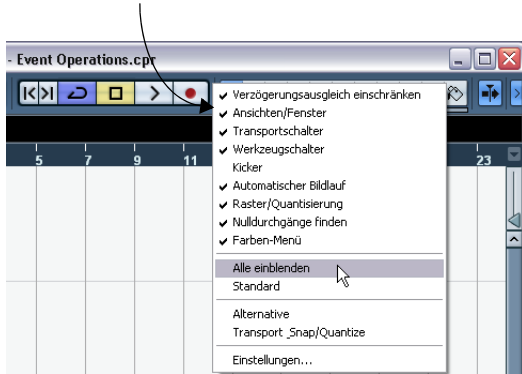 - Event Operations.cpr
Verzögerungsausgleich einschränken
Ansichten/Fenster
Transportschalter
Werkzeugschalter
Kicker
Automatischer Bildlauf
Raster/Quantisierung
Nulldurchgänge finden
Farben-Menü
Alle einblenden
Standard
Alternative
Transport_Snap/Quantize
Einstellungen...
5 7 9 11 23